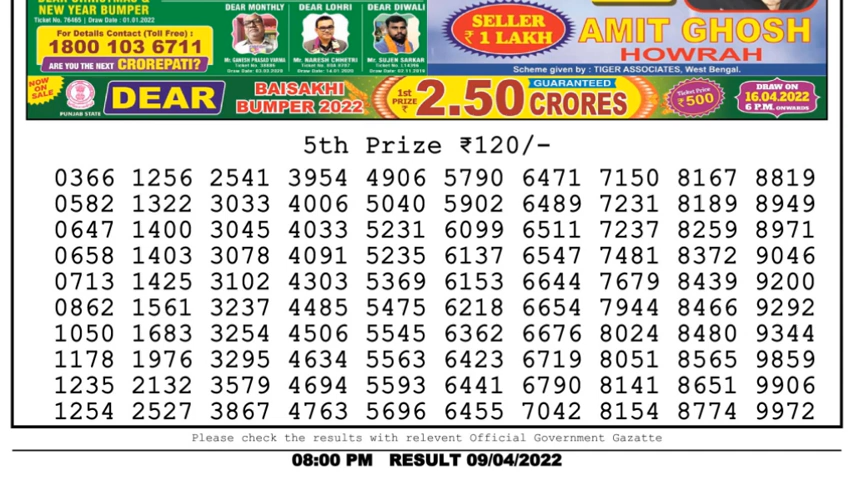 DEAR CHRISTMAS &
NEW YEAR BUMPER
Ticket No. 76465 | Draw Date : 01.01.2022
For Details Contact (Toll Free) :
1800 103 6711
ARE YOU THE NEXT CROREPATI?
DEAR MONTHLY
DEAR LOHRI
DEAR DIWALI
Mr. GANESH PRASAD VARMA
Mr. NARESH CHHETRI
Mr. SUJEN SARKAR
SELLER
₹ 1 LAKH
AMIT GHOSH
HOWRAH
Scheme given by : TIGER ASSOCIATES, West Bengal.
NOW ON SALE
PUNJAB STATE
DEAR
BAISAKHI
BUMPER 2022
1st PRIZE ₹ 2.50 CRORES
GUARANTEED
Ticket Price
₹500
DRAW ON
16.04.2022
6 P.M. ONWARDS
5th Prize ₹120/-
0366 1256 2541 3954 4906 5790 6471 7150 8167 8819
0582 1322 3033 4006 5040 5902 6489 7231 8189 8949
0647 1400 3045 4033 5231 6099 6511 7237 8259 8971
0658 1403 3078 4091 5235 6137 6547 7481 8372 9046
0713 1425 3102 4303 5369 6153 6644 7679 8439 9200
0862 1561 3237 4485 5475 6218 6654 7944 8466 9292
1050 1683 3254 4506 5545 6362 6676 8024 8480 9344
1178 1976 3295 4634 5563 6423 6719 8051 8565 9859
1235 2132 3579 4694 5593 6441 6790 8141 8651 9906
1254 2527 3867 4763 5696 6455 7042 8154 8774 9972
Please check the results with relevent Official Government Gazatte
08:00 PM RESULT 09/04/2022